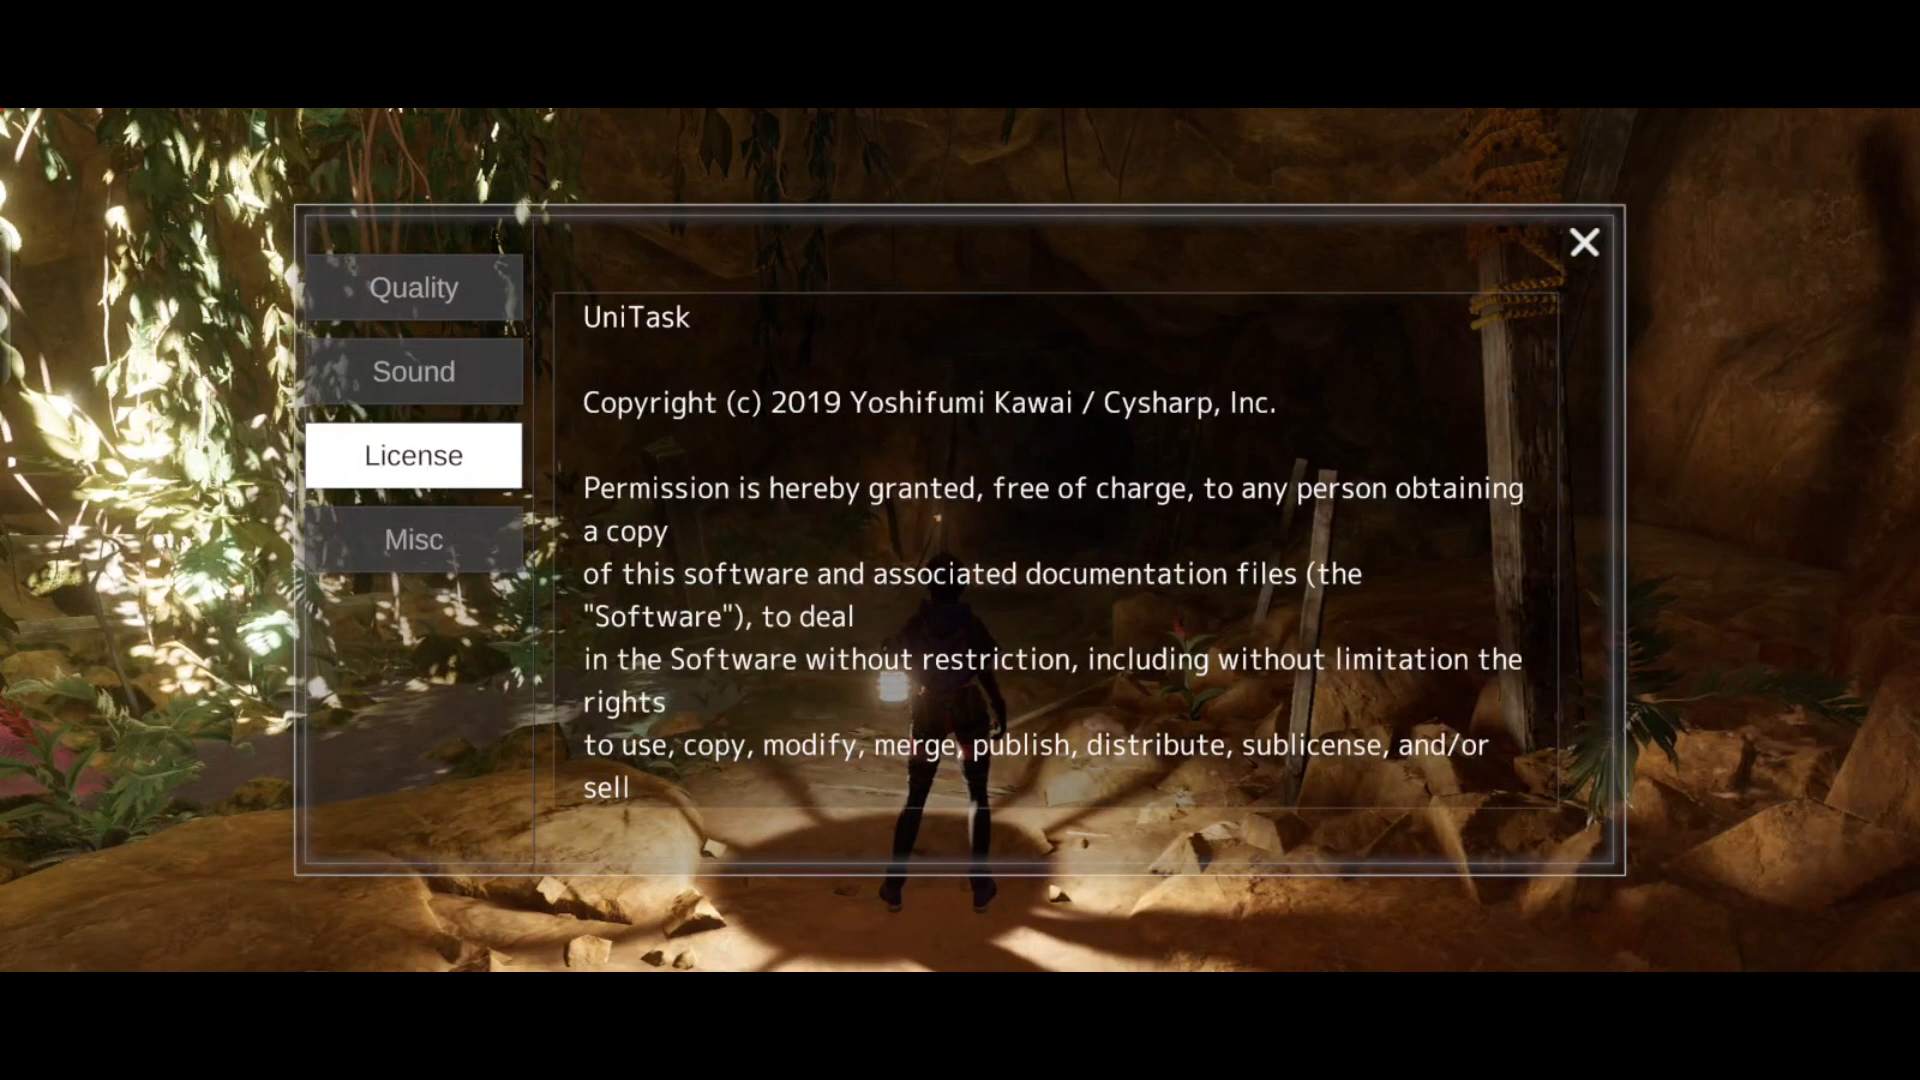 Quality
Sound
License
Misc
UniTask
Copyright (c) 2019 Yoshifumi Kawai / Cysharp, Inc.
Permission is hereby granted, free of charge, to any person obtaining
a copy
of this software and associated documentation files (the
"Software"), to deal
in the Software without restriction, including without limitation the
rights
to use, copy, modify, merge, publish, distribute, sublicense, and/or
sell